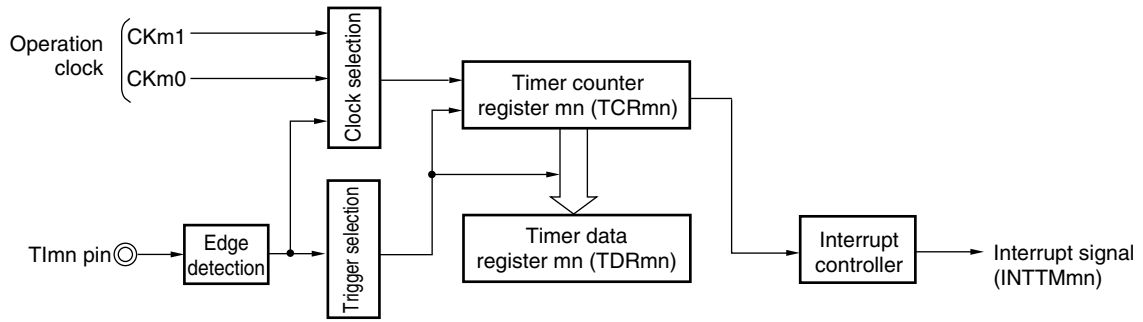 Operation
clock
CKm1
CKm0
Clock selection
Timer counter
register mn (TCRmn)
Trigger selection
TImn pin
Edge
detection
Timer data
register mn (TDRmn)
Interrupt
controller
Interrupt signal
(INTTMmn)